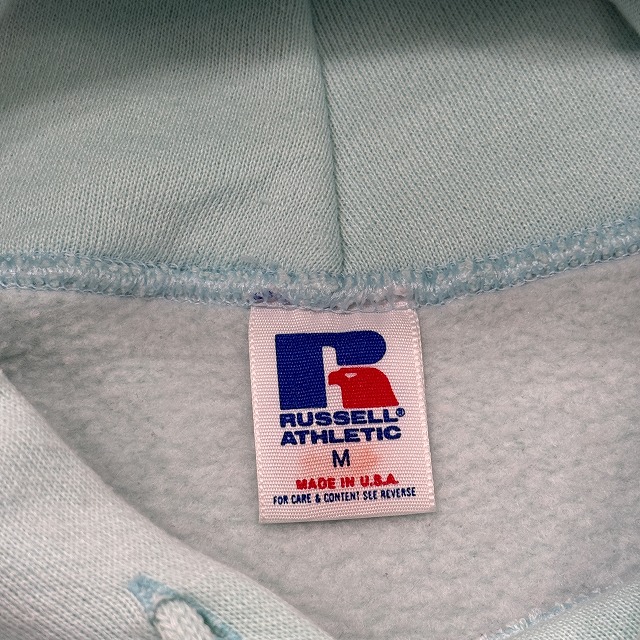 R
RUSSELL®
ATHLETIC
M
MADE IN U.S.A.
FOR CARE & CONTENT SEE REVERSE